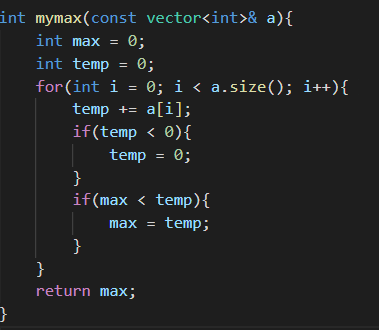 int mymax(const vector<int>& a){
    int max = 0;
    int temp = 0;
    for(int i = 0; i < a.size(); i++){
        temp += a[i];
        if(temp < 0){
            temp = 0;
        }
        if(max < temp){
            max = temp;
        }
    }
    return max;
}